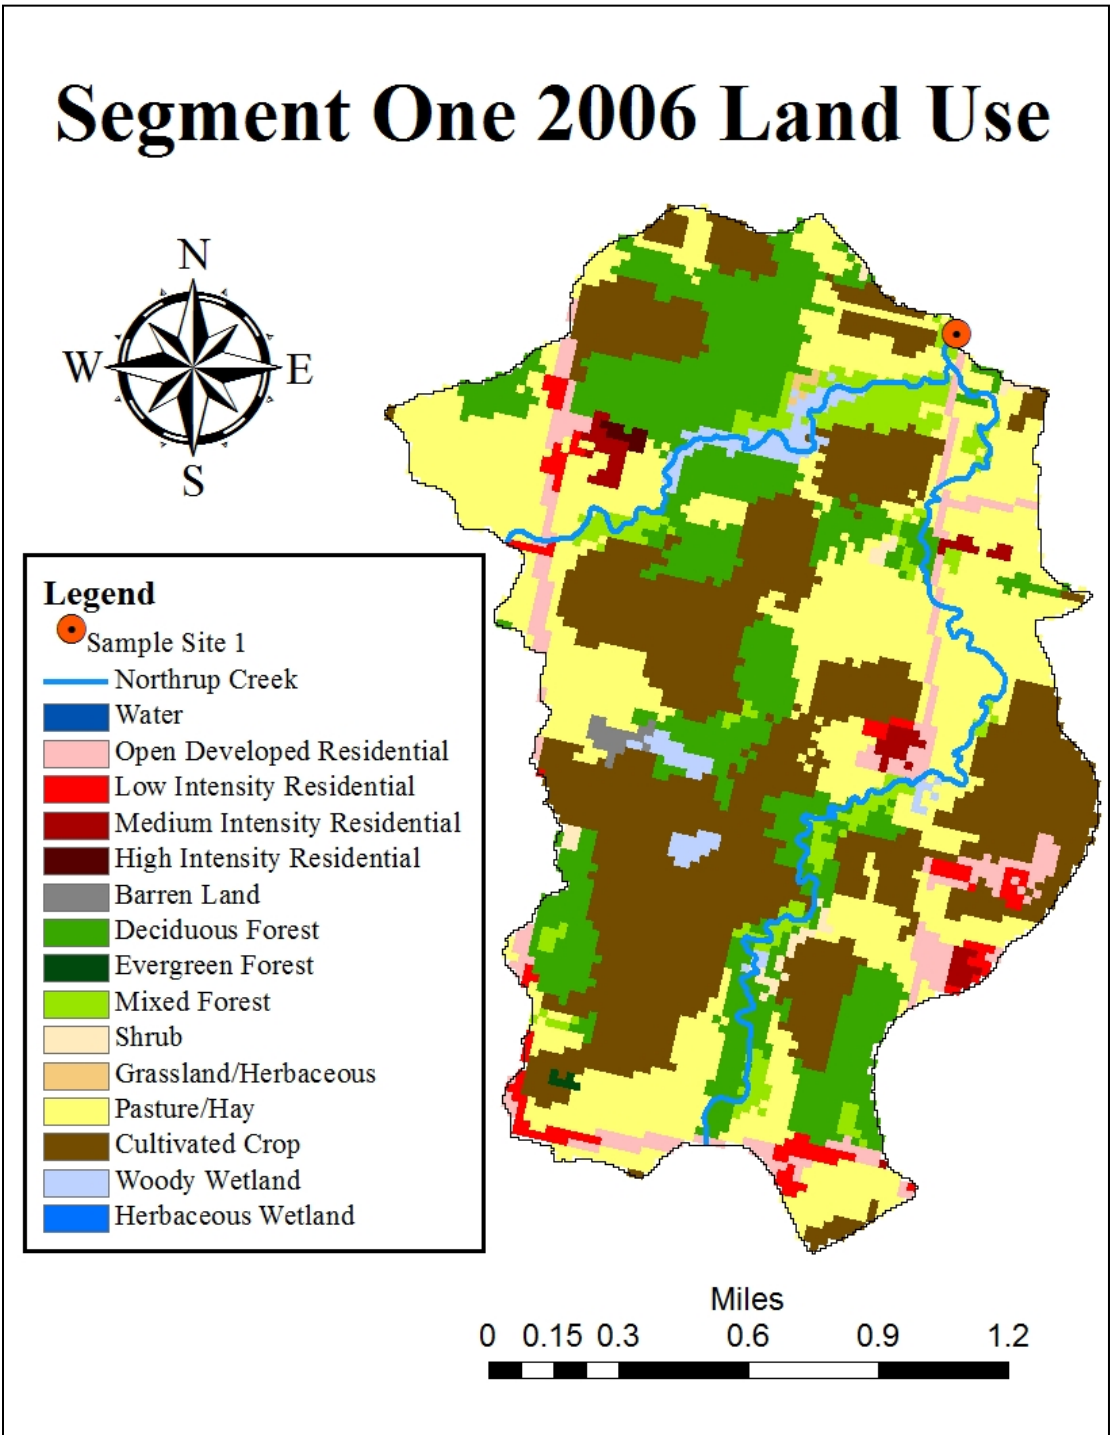 Segment One 2006 Land Use
N
W
E
S
Legend
Sample Site 1
Northrup Creek
Water
Open Developed Residential
Low Intensity Residential
Medium Intensity Residential
High Intensity Residential
Barren Land
Deciduous Forest
Evergreen Forest
Mixed Forest
Shrub
Grassland/Herbaceous
Pasture/Hay
Cultivated Crop
Woody Wetland
Herbaceous Wetland
Miles
0 0.15 0.3 0.6 0.9 1.2